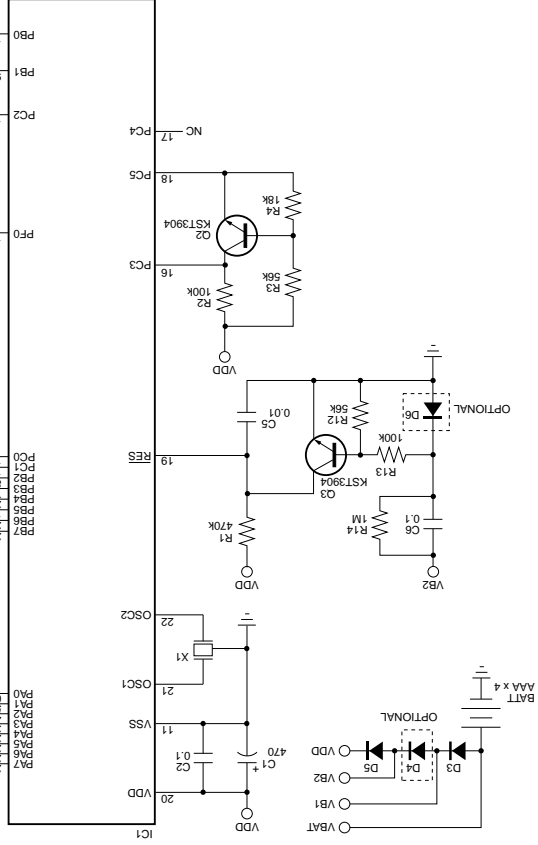 VBAT
VB1
VB2
VDD
D3
D4
D5
OPTIONAL
BATT
AAA x 4
VDD
C1
470
+
C2
0.1
IC1
20
VDD
11
VSS
21
OSC1
X1
22
OSC2
PA7
PA6
PA5
PA4
PA3
PA2
PA1
PA0
VB2
C6
0.1
R14
1M
R13
100k
D6
OPTIONAL
R12
56k
Q3
KST3904
VDD
R1
470k
C5
0.01
19
RES
PB7
PB6
PB5
PB4
PB3
PB2
PC1
PC0
VDD
R3
56k
R2
100k
16
PC3
Q2
KST3904
R4
18k
18
PC5
NC
17
PC4
PF0
PC2
PB1
PB0